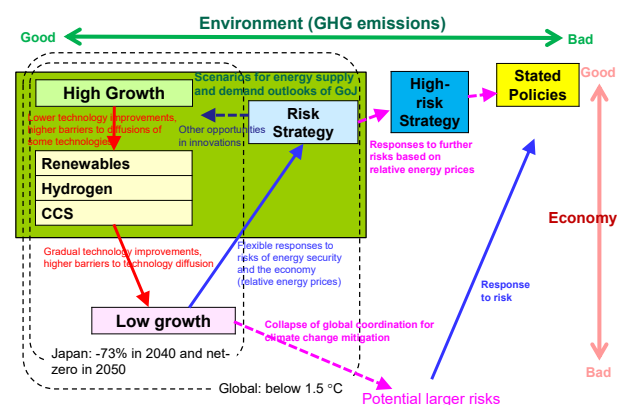 Environment (GHG emissions)
Good
Bad
Scenarios for energy supply
and demand outlooks of GoJ
High Growth
Lower technology improvements,
higher barriers to diffusions of
some technologies
Other opportunities
in innovations
Risk
Strategy
High-
risk
Strategy
Stated
Policies
Good
Responses to further
risks based on
relative energy prices
Renewables
Hydrogen
CCS
Economy
Gradual technology improvements,
higher barriers to technology diffusion
Flexible responses to
risks of energy security
and the economy
(relative energy prices)
Response
to risk
Low growth
Collapse of global coordination for
climate change mitigation
Japan: -73% in 2040 and net-
zero in 2050
Global: below 1.5 °C
Potential larger risks
Bad